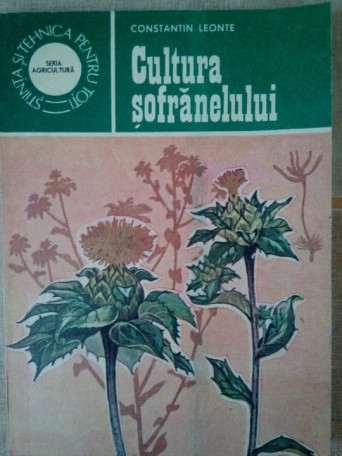 CONSTANTIN LEONTE
ȘTIINȚA ȘI TEHNICA PENTRU TOȚI
SERIA
AGRICULTURĂ
Cultura
șofrănelului